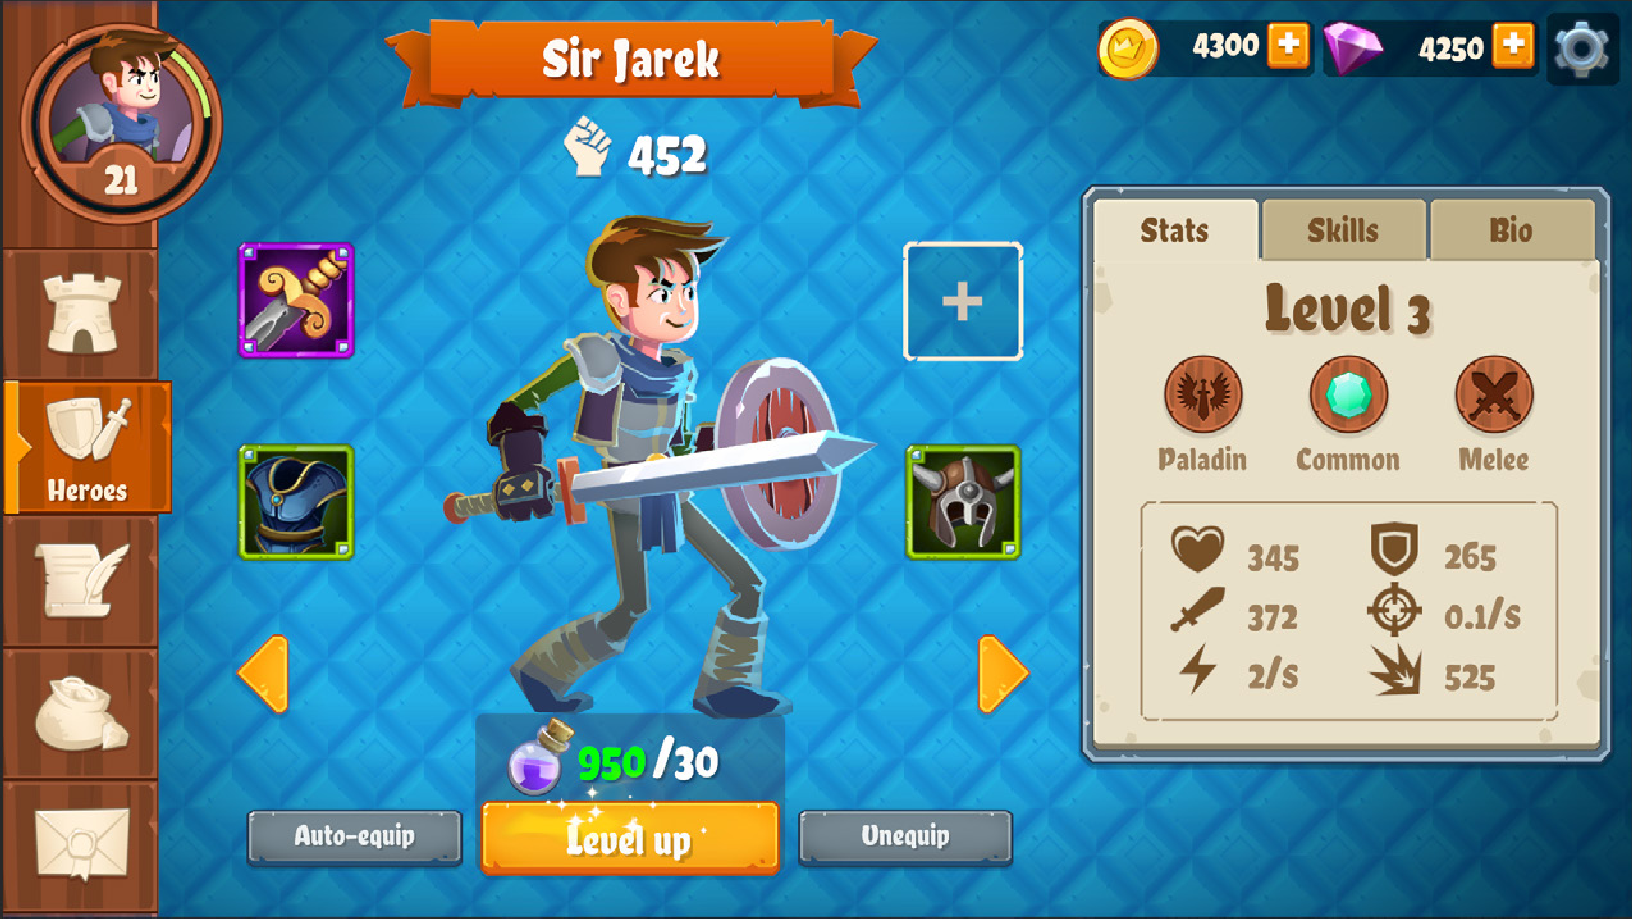 Sir Jarek
452
21
4300
4250
Heroes
Stats
Skills
Bio
Level 3
Paladin
Common
Melee
345
265
372
0.1/s
2/s
525
950/30
Auto-equip
Level up
Unequip